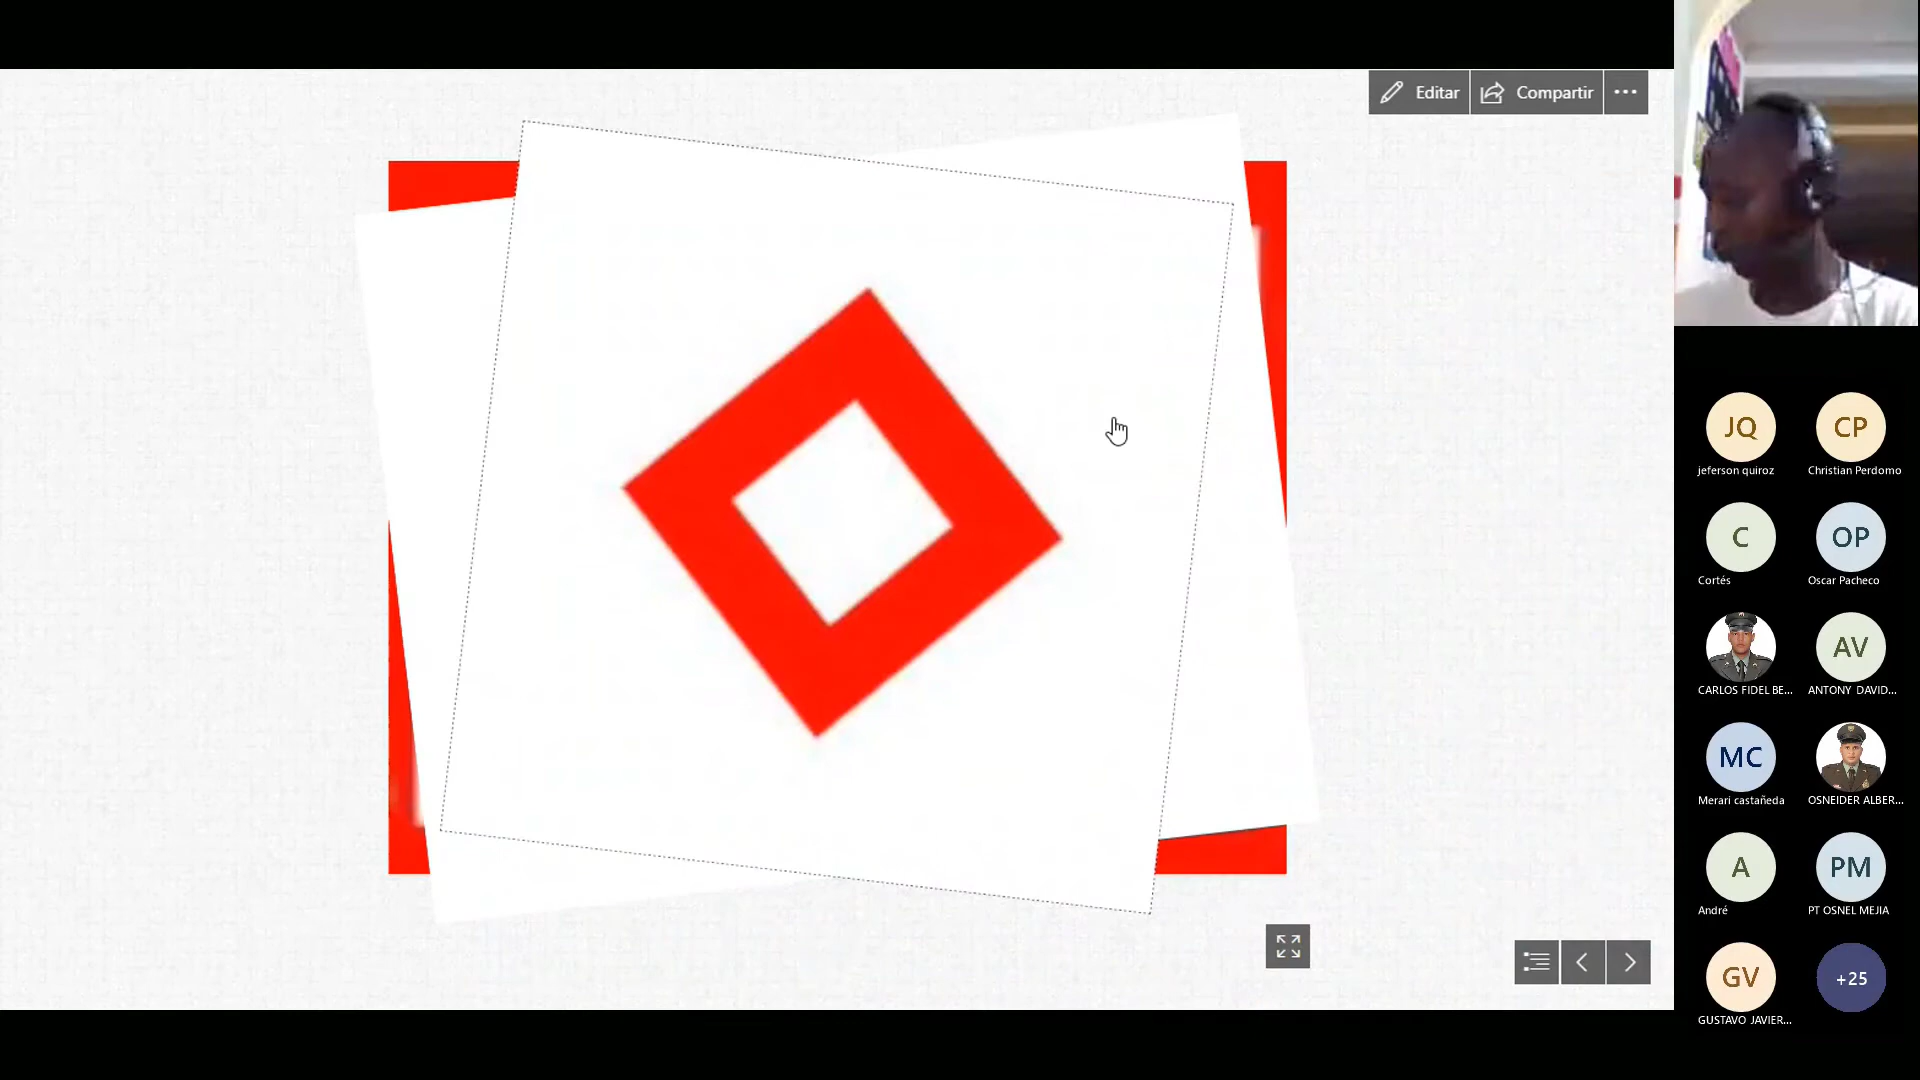 Editar
Compartir
JQ
CP
jeferson quiroz
Christian Perdomo
C
OP
Cortés
Oscar Pacheco
AV
CARLOS FIDEL BE...
ANTONY DAVID...
MC
Merari castañeda
OSNEIDER ALBER...
A
PM
André
PT OSNEL MEJIA
GV
+25
GUSTAVO JAVIER...